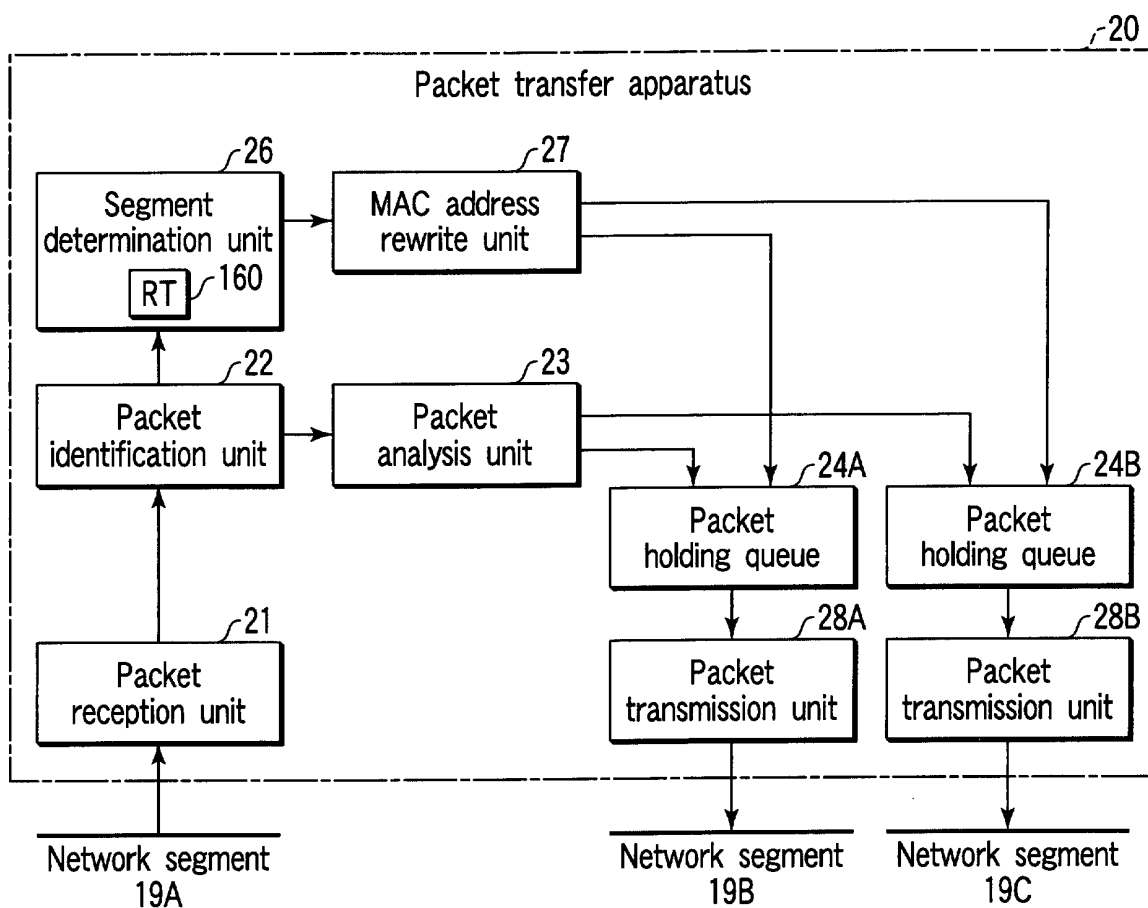 20
Packet transfer apparatus
26
Segment
determination unit
RT
160
27
MAC address
rewrite unit
22
Packet
identification unit
23
Packet
analysis unit
24A
Packet
holding queue
24B
Packet
holding queue
21
Packet
reception unit
28A
Packet
transmission unit
28B
Packet
transmission unit
Network segment
19A
Network segment
19B
Network segment
19C